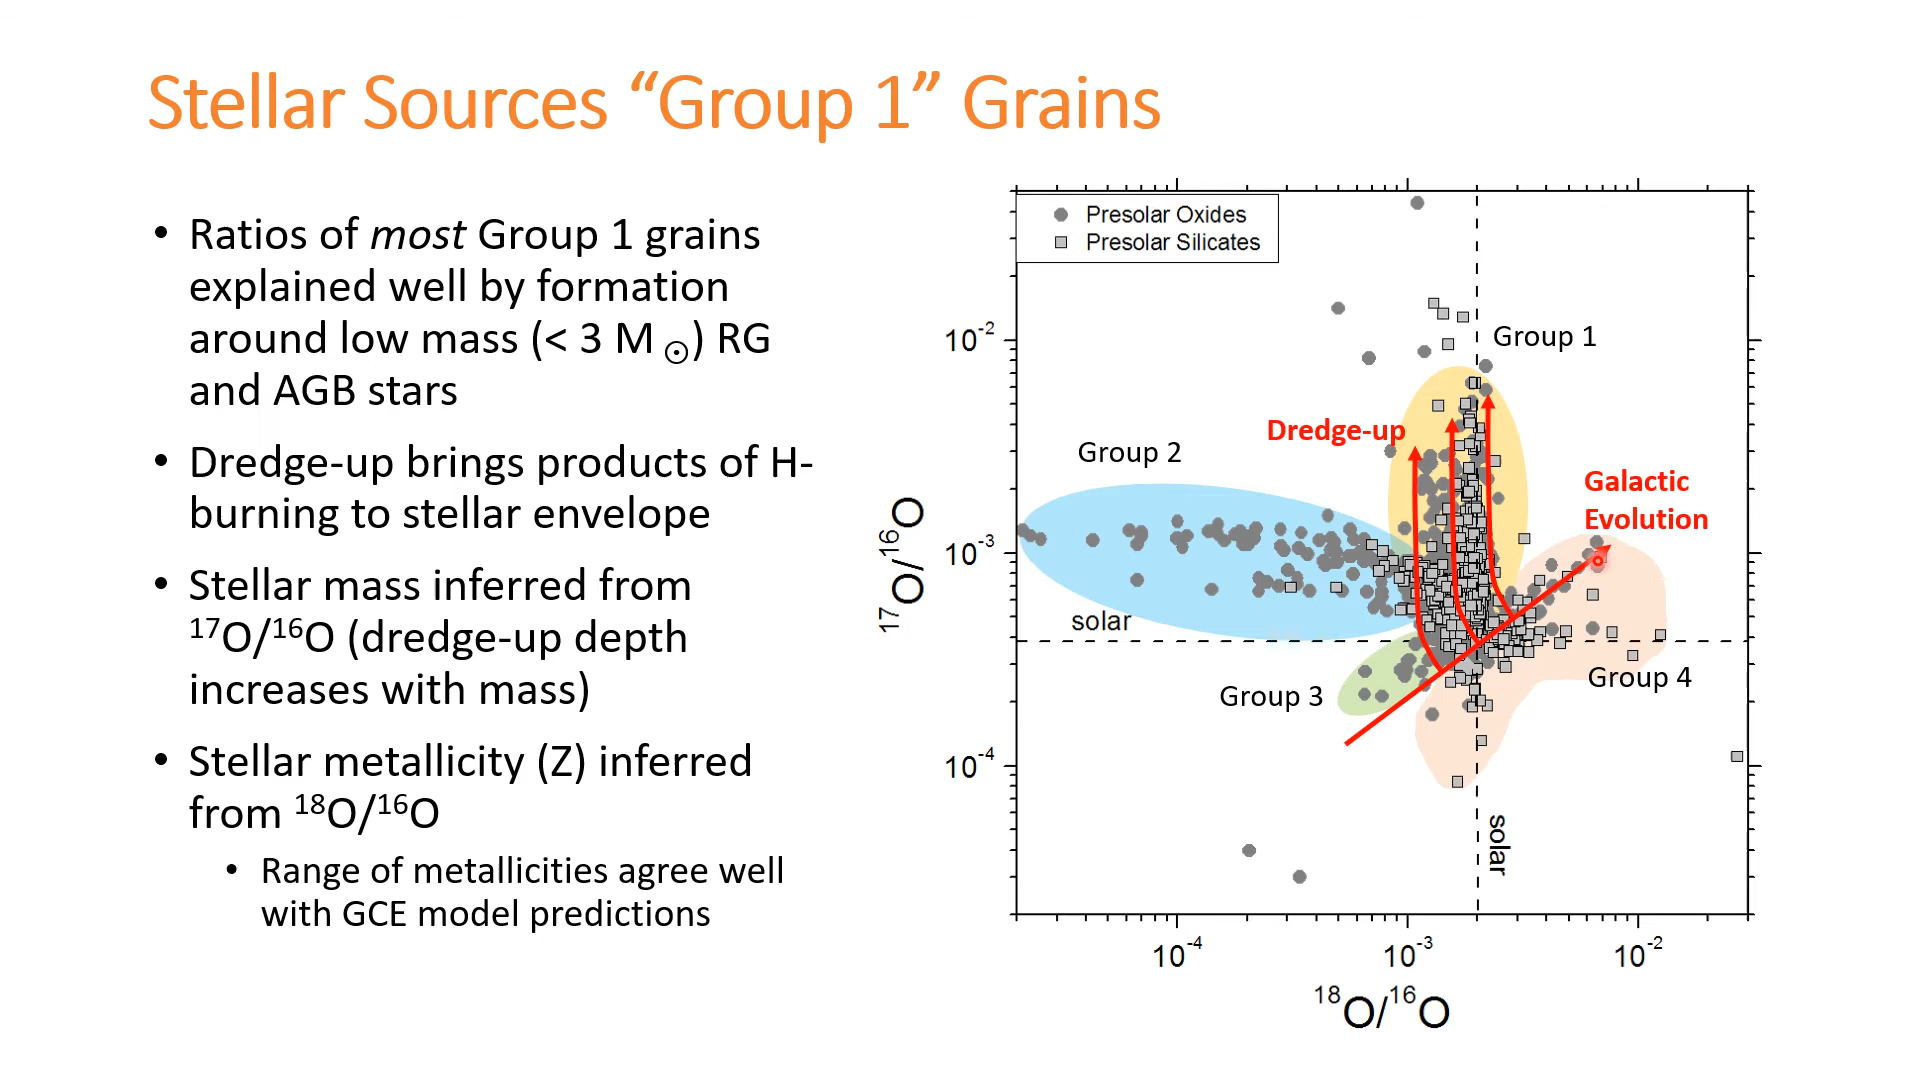 Stellar Sources “Group 1” Grains
• Ratios of most Group 1 grains
explained well by formation
around low mass (< 3 M ⊙) RG
and AGB stars
• Dredge-up brings products of H-
burning to stellar envelope
• Stellar mass inferred from
¹⁷O/¹⁶O (dredge-up depth
increases with mass)
• Stellar metallicity (Z) inferred
from ¹⁸O/¹⁶O
• Range of metallicities agree well
with GCE model predictions
Presolar Oxides
Presolar Silicates
10⁻²
Group 1
Dredge-up
Group 2
Galactic
Evolution
¹⁷O/¹⁶O
10⁻³
solar
Group 4
Group 3
10⁻⁴
solar
10⁻⁴
10⁻³
10⁻²
¹⁸O/¹⁶O